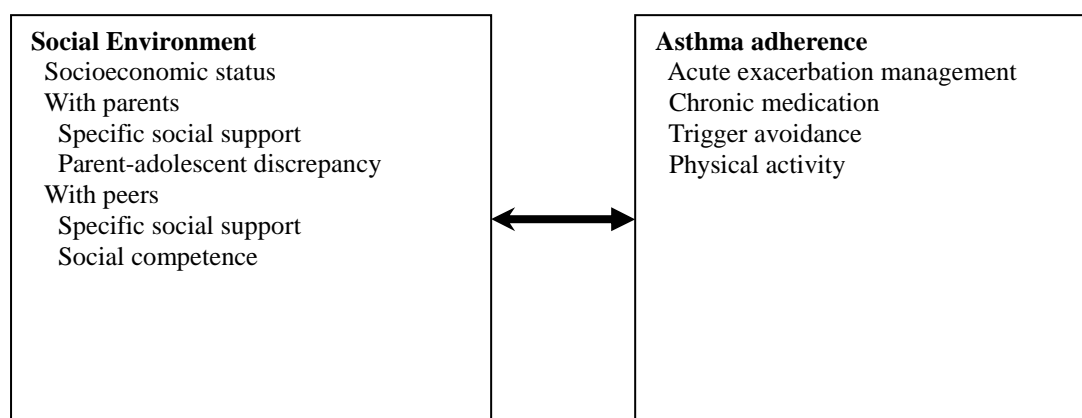 Social Environment
Socioeconomic status
With parents
Specific social support
Parent-adolescent discrepancy
With peers
Specific social support
Social competence
Asthma adherence
Acute exacerbation management
Chronic medication
Trigger avoidance
Physical activity